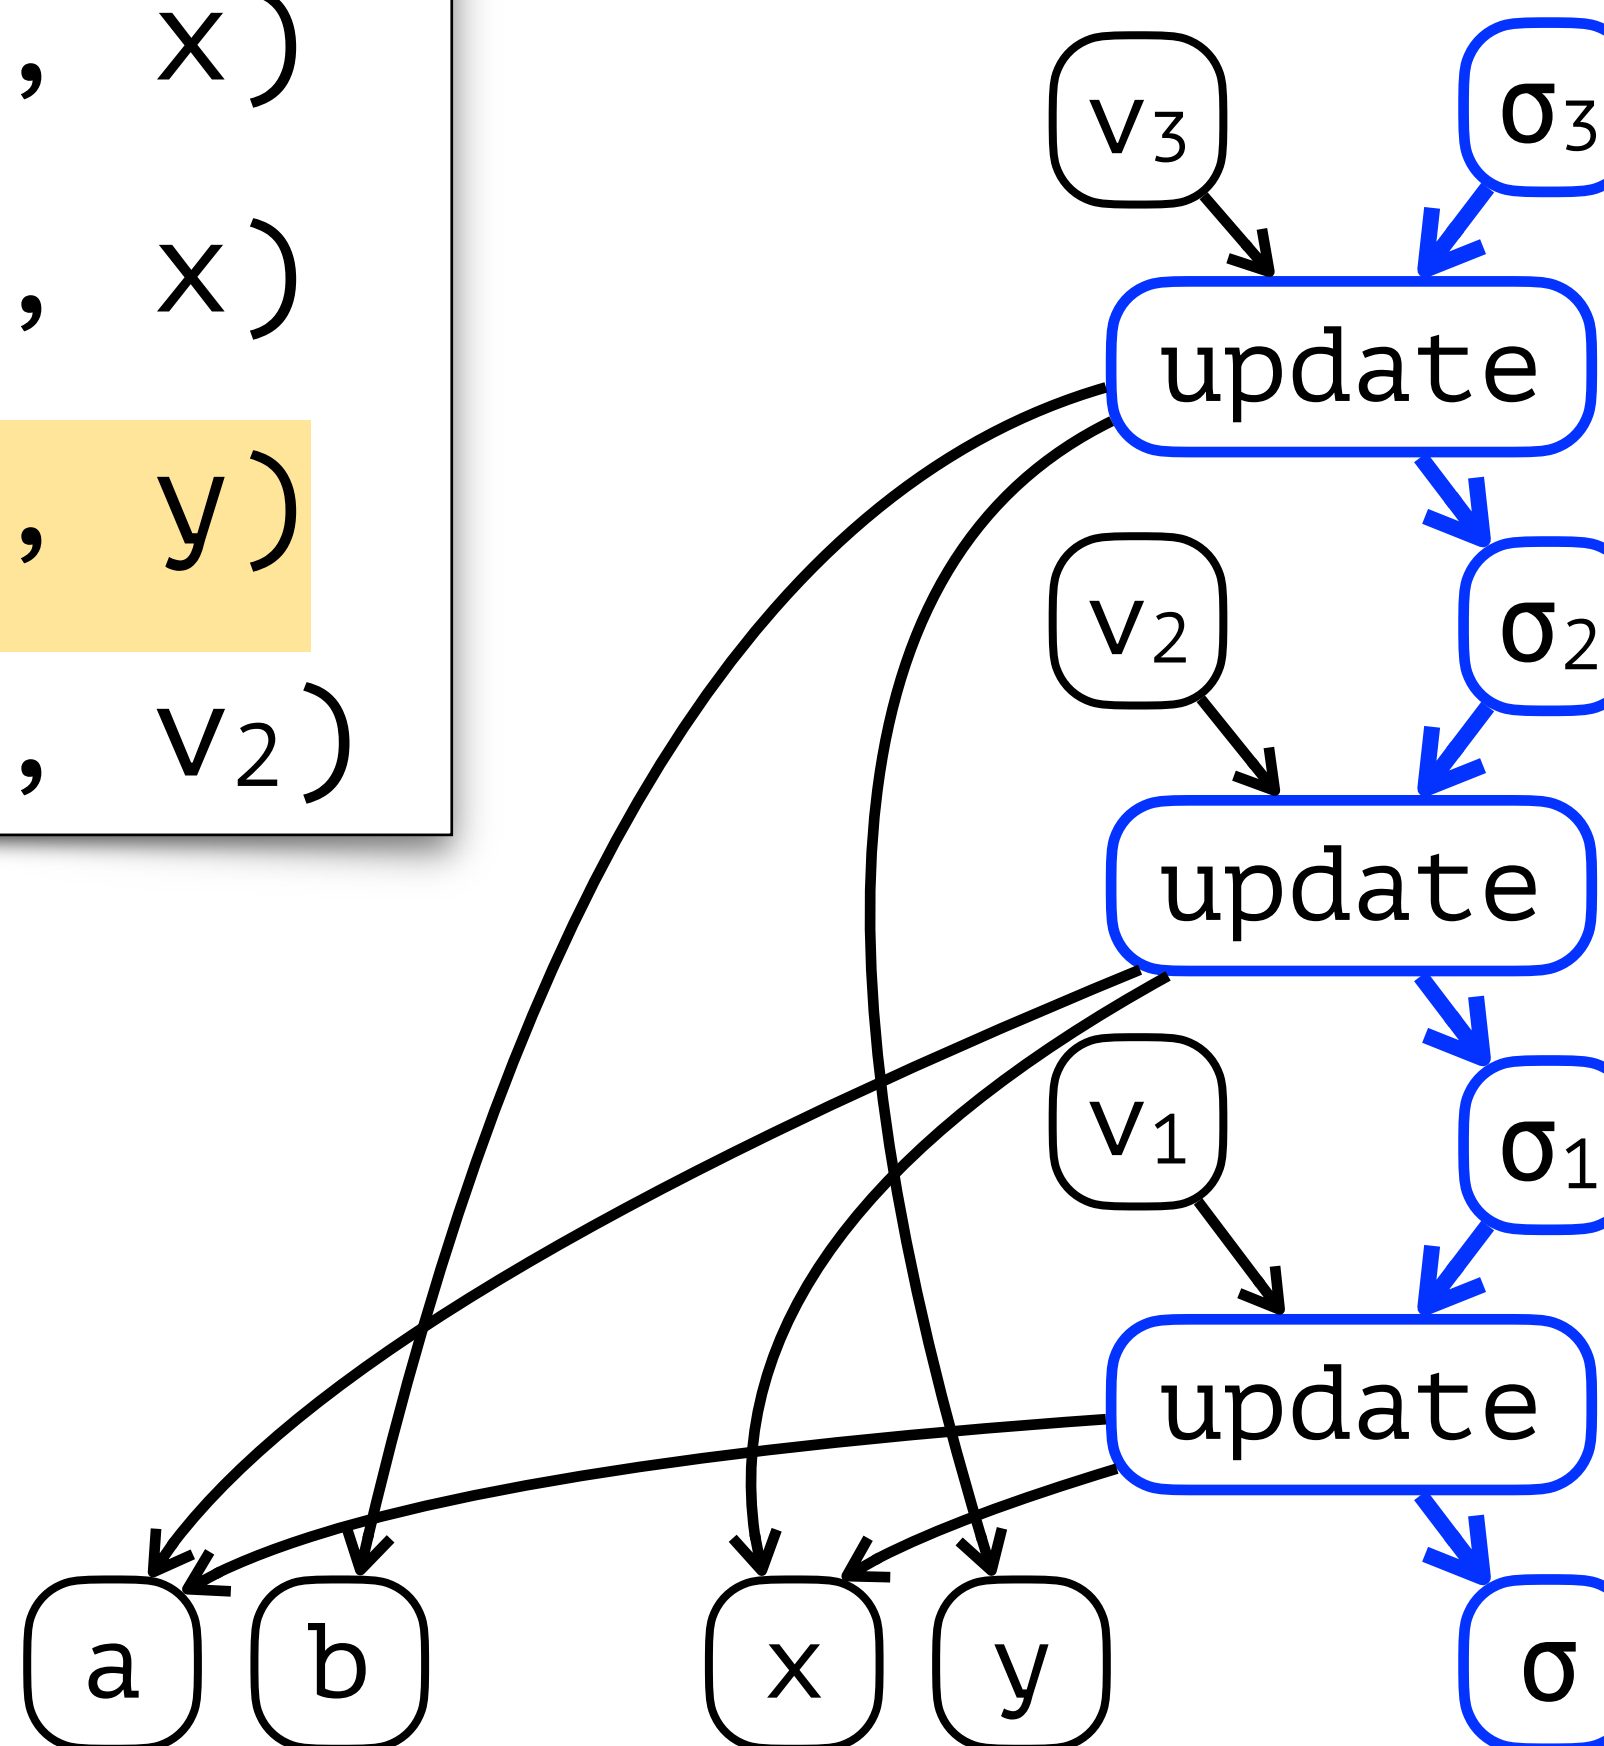 , x)
, x)
, y)
, v₂)
v₃
σ₃
update
v₂
σ₂
update
v₁
σ₁
update
a
b
x
y
σ